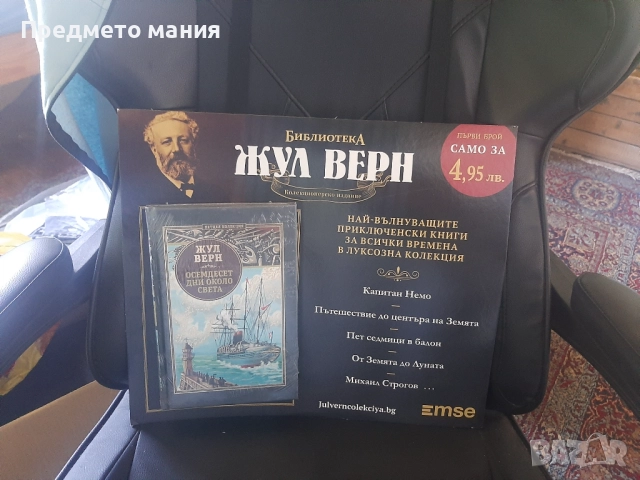 Предмето мания
БИБЛИОТЕКА
ЖУЛ ВЕРН
Колекционерско издание
ПЪРВИ БРОЙ
САМО ЗА
4,95 лв.
ЖУЛ
ВЕРН
ОСЕМДЕСЕТ
ДНИ ОКОЛО
СВЕТА
НАЙ-ВЪЛНУВАЩИТЕ
ПРИКЛЮЧЕНСКИ КНИГИ
ЗА ВСИЧКИ ВРЕМЕНА
В ЛУКСОЗНА КОЛЕКЦИЯ
Капитан Немо
Пътешествие до центъра на Земята
Пет седмици в балон
От Земята до Луната
Михаил Строгов ...
Julverncolekciya.bg
emse
BAZAR